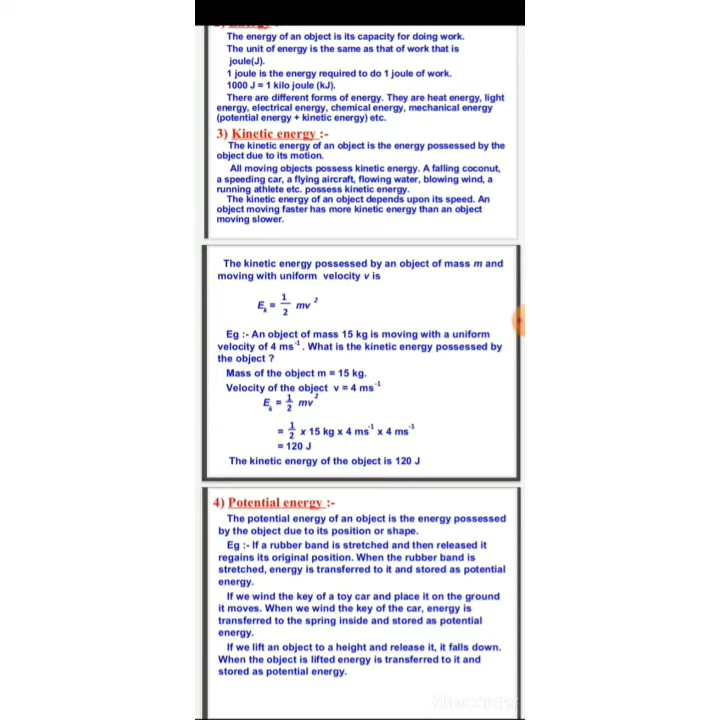 The energy of an object is its capacity for doing work.
The unit of energy is the same as that of work that is
joule(J).
1 joule is the energy required to do 1 joule of work.
1000 J = 1 kilo joule (kJ).
There are different forms of energy. They are heat energy, light
energy, electrical energy, chemical energy, mechanical energy
(potential energy + kinetic energy) etc.
3) Kinetic energy :-
The kinetic energy of an object is the energy possessed by the
object due to its motion.
All moving objects possess kinetic energy. A falling coconut,
a speeding car, a flying aircraft, flowing water, blowing wind, a
running athlete etc. possess kinetic energy.
The kinetic energy of an object depends upon its speed. An
object moving faster has more kinetic energy than an object
moving slower.
The kinetic energy possessed by an object of mass m and
moving with uniform velocity v is
Eₖ = 1/2 mv²
Eg :- An object of mass 15 kg is moving with a uniform
velocity of 4 ms⁻¹ . What is the kinetic energy possessed by
the object ?
Mass of the object m = 15 kg.
Velocity of the object v = 4 ms⁻¹
Eₖ = 1/2 mv²
= 1/2 x 15 kg x 4 ms⁻¹ x 4 ms⁻¹
= 120 J
The kinetic energy of the object is 120 J
4) Potential energy :-
The potential energy of an object is the energy possessed
by the object due to its position or shape.
Eg :- If a rubber band is stretched and then released it
regains its original position. When the rubber band is
stretched, energy is transferred to it and stored as potential
energy.
If we wind the key of a toy car and place it on the ground
it moves. When we wind the key of the car, energy is
transferred to the spring inside and stored as potential
energy.
If we lift an object to a height and release it, it falls down.
When the object is lifted energy is transferred to it and
stored as potential energy.